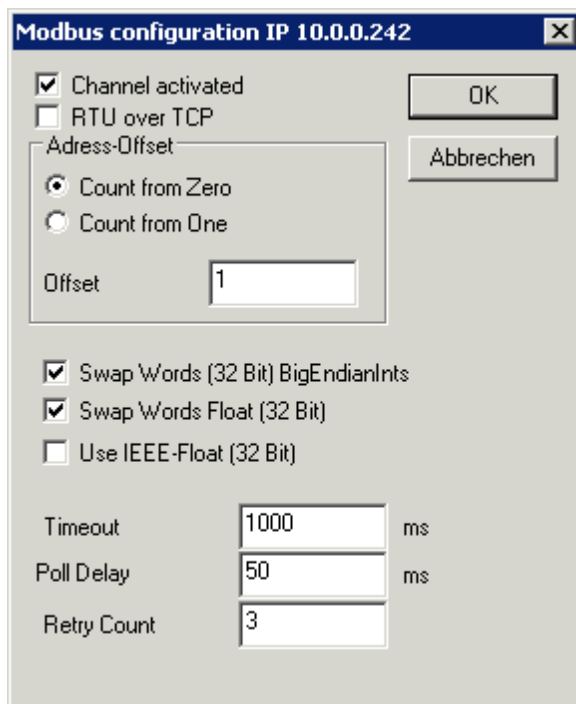 Modbus configuration IP 10.0.0.242
Channel activated
OK
RTU over TCP
Adress-Offset
Abbrechen
Count from Zero
Count from One
Offset 1
Swap Words (32 Bit) BigEndianInts
Swap Words Float (32 Bit)
Use IEEE-Float (32 Bit)
Timeout 1000 ms
Poll Delay 50 ms
Retry Count 3